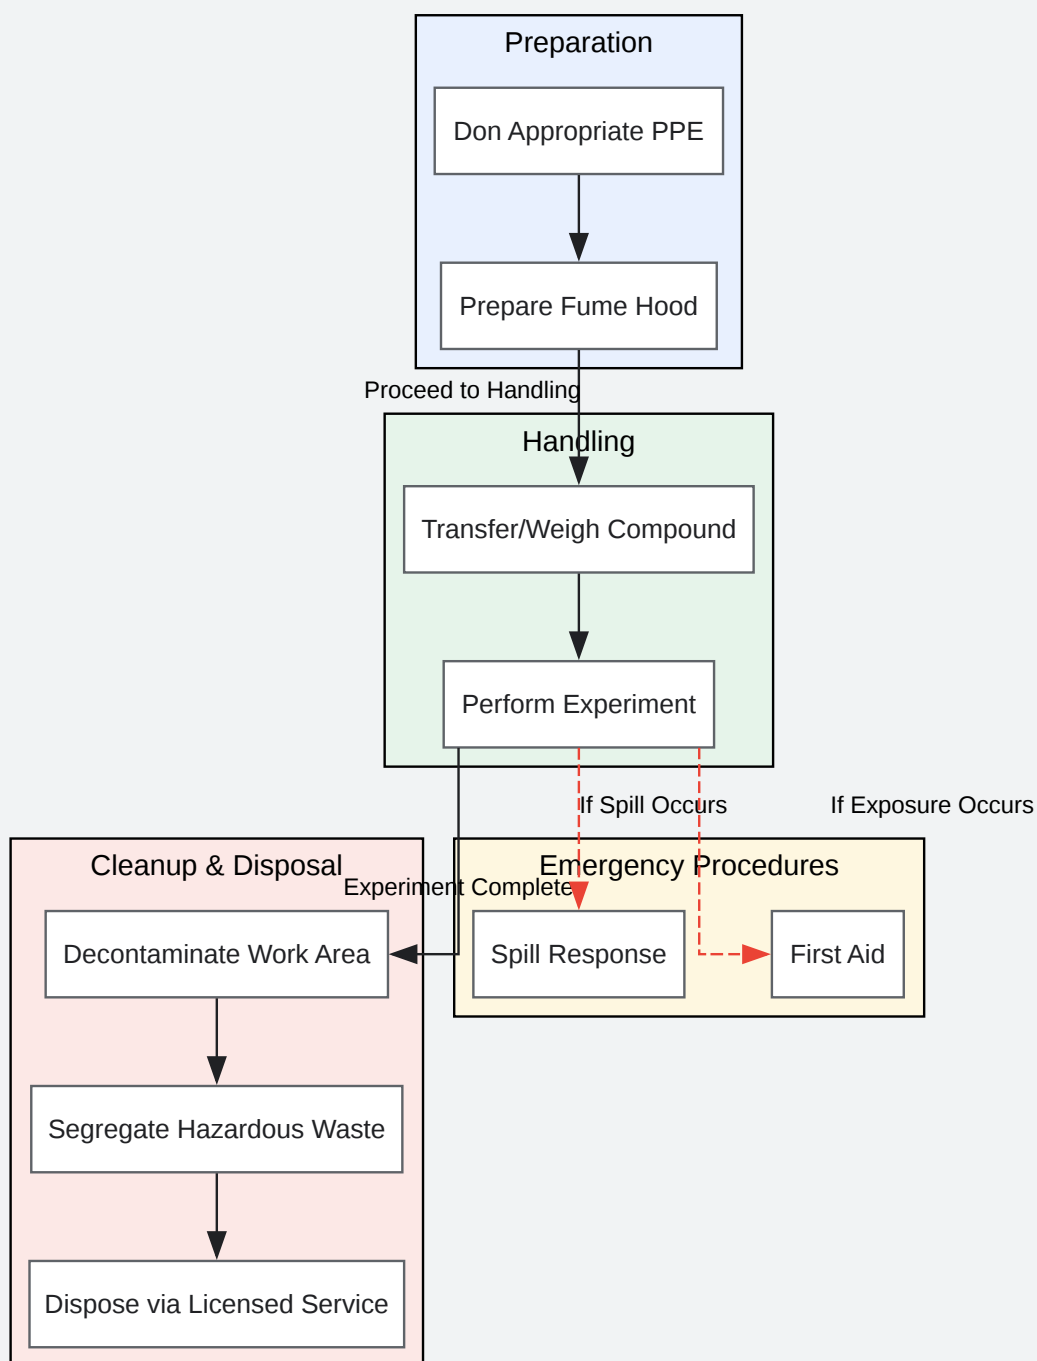 Preparation
Don Appropriate PPE
Prepare Fume Hood
Proceed to Handling
Handling
Transfer/Weigh Compound
Perform Experiment
If Spill Occurs
If Exposure Occurs
Cleanup & Disposal
Emergency Procedures
Experiment Complete
Decontaminate Work Area
Spill Response
First Aid
Segregate Hazardous Waste
Dispose via Licensed Service